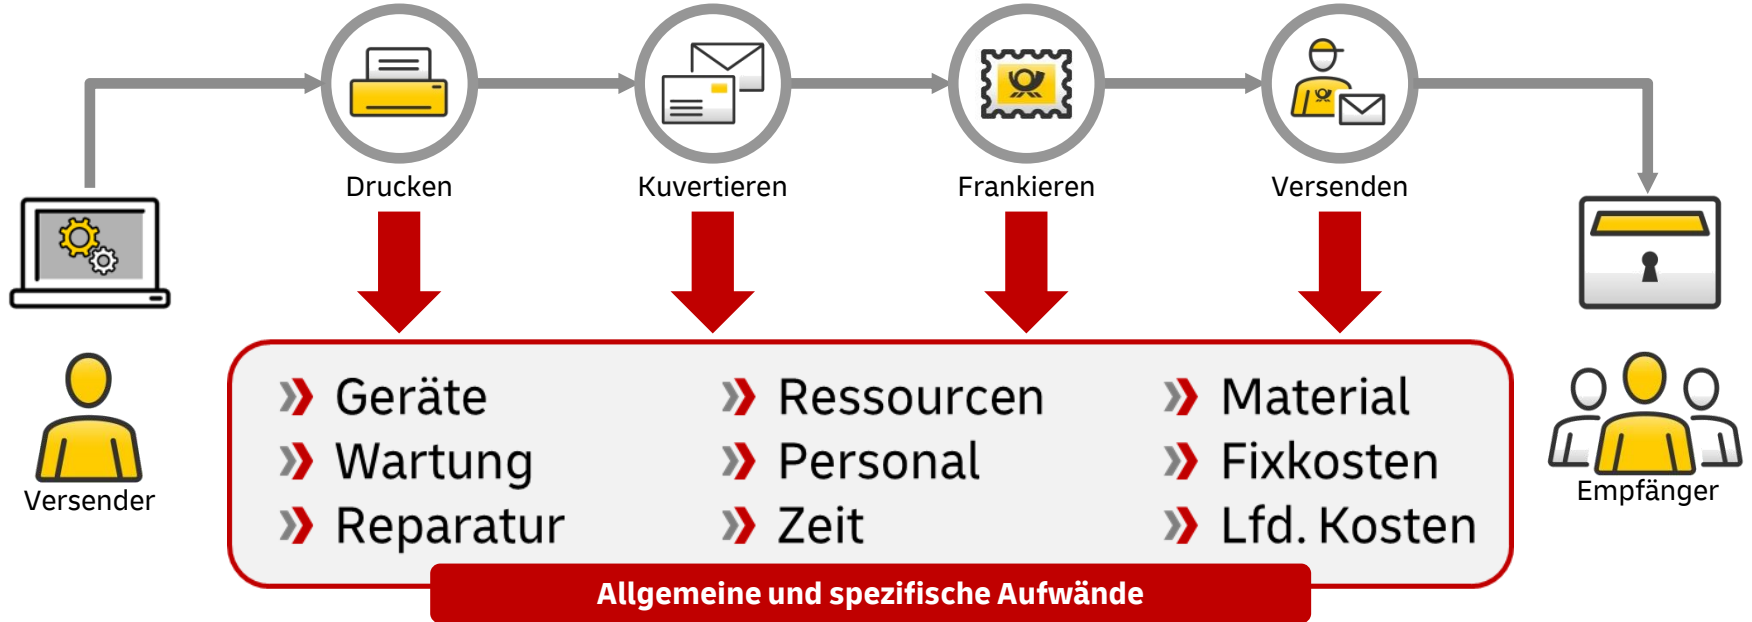 Drucken
Kuvertieren
Frankieren
Versenden
Versender
Empfänger
Geräte
Wartung
Reparatur
Ressourcen
Personal
Zeit
Material
Fixkosten
Lfd. Kosten
Allgemeine und spezifische Aufwände